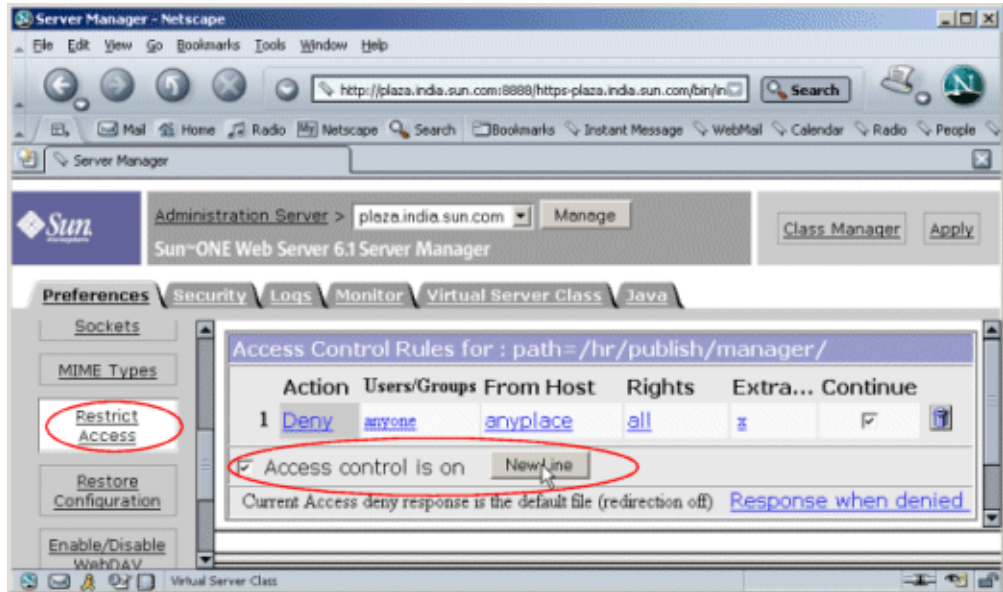 Server Manager - Netscape
File Edit View Go Bookmarks Tools Window Help
http://plaza.india.sun.com:8888/https-plaza.india.sun.com/bin/in
Search
Mail Home Radio My Netscape Search Bookmarks Instant Message WebMail Calendar Radio People
Server Manager
Sun
Administration Server > plaza.india.sun.com Manage
Sun ONE Web Server 6.1 Server Manager
Class Manager Apply
Preferences Security Logs Monitor Virtual Server Class Java
Sockets
MIME Types
Restrict
Access
Restore
Configuration
Enable/Disable
WebDAV
Access Control Rules for : path=/hr/publish/manager/
Action Users/Groups From Host Rights Extra... Continue
1 Deny anyone anyplace all x
Access control is on New Line
Current Access deny response is the default file (redirection off) Response when denied
Virtual Server Class